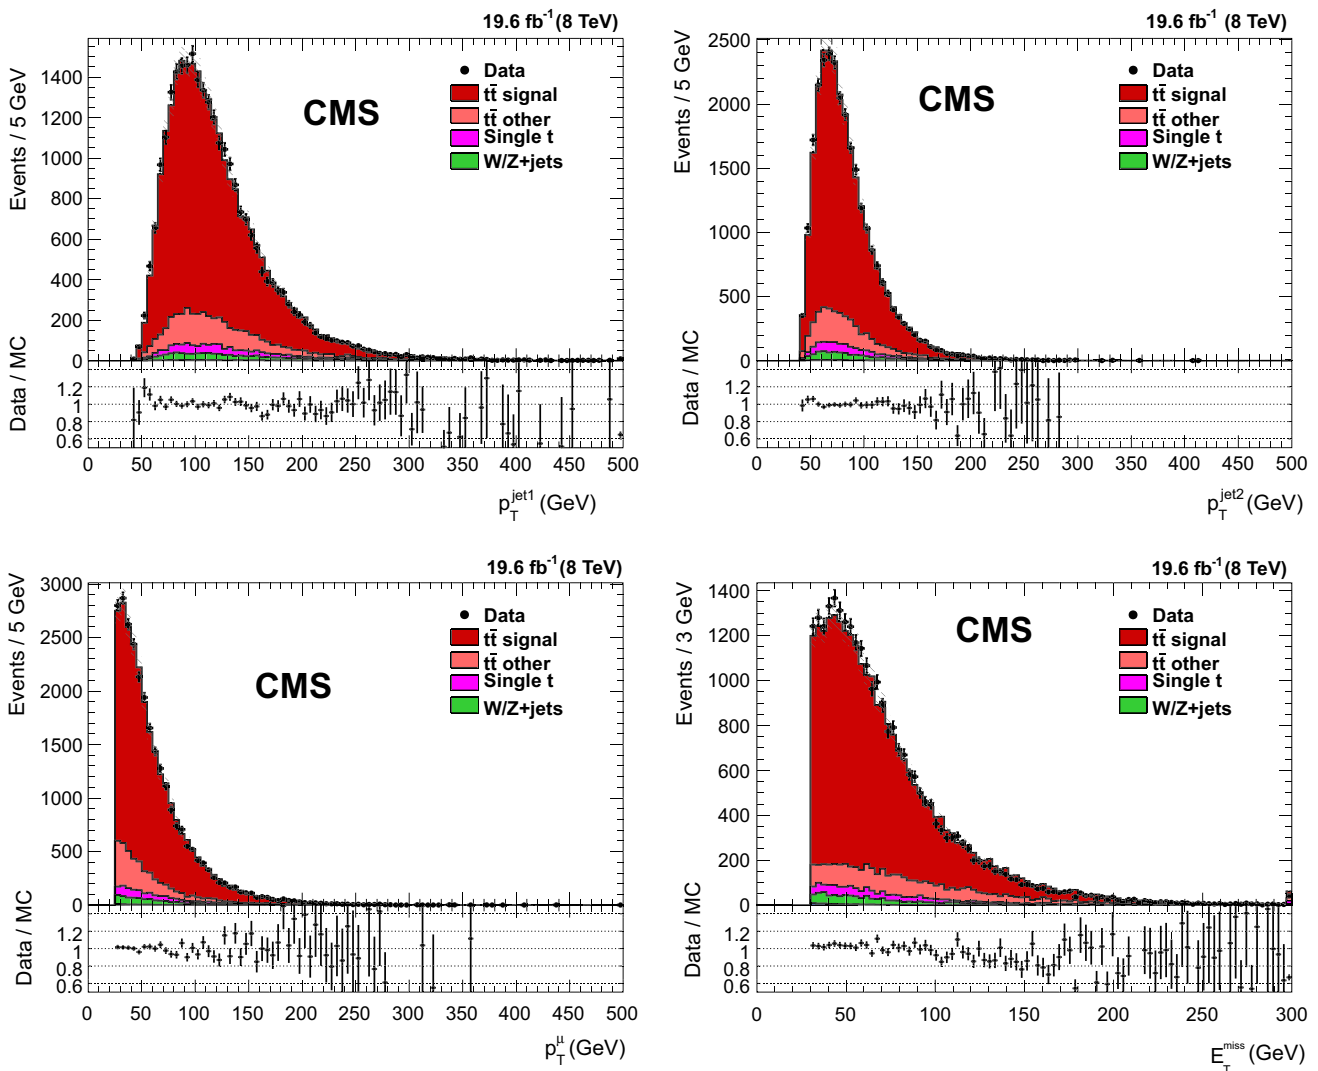 19.6 fb⁻¹(8 TeV)
Events / 5 GeV
1400
1200
1000
800
600
400
200
0
CMS
Data
tt̄ signal
tt̄ other
Single t
W/Z+jets
Data / MC
1.2
1
0.8
0.6
0 50 100 150 200 250 300 350 400 450 500
p_T^jet1 (GeV)
19.6 fb⁻¹ (8 TeV)
Events / 5 GeV
2500
2000
1500
1000
500
0
CMS
Data
tt̄ signal
tt̄ other
Single t
W/Z+jets
Data / MC
1.2
1
0.8
0.6
0 50 100 150 200 250 300 350 400 450 500
p_T^jet2 (GeV)
19.6 fb⁻¹(8 TeV)
Events / 5 GeV
3000
2500
2000
1500
1000
500
0
CMS
Data
tt̄ signal
tt̄ other
Single t
W/Z+jets
Data / MC
1.2
1
0.8
0.6
0 50 100 150 200 250 300 350 400 450 500
p_T^μ (GeV)
19.6 fb⁻¹(8 TeV)
Events / 3 GeV
1400
1200
1000
800
600
400
200
0
CMS
Data
tt̄ signal
tt̄ other
Single t
W/Z+jets
Data / MC
1.2
1
0.8
0.6
0 50 100 150 200 250 300
E_T^miss (GeV)